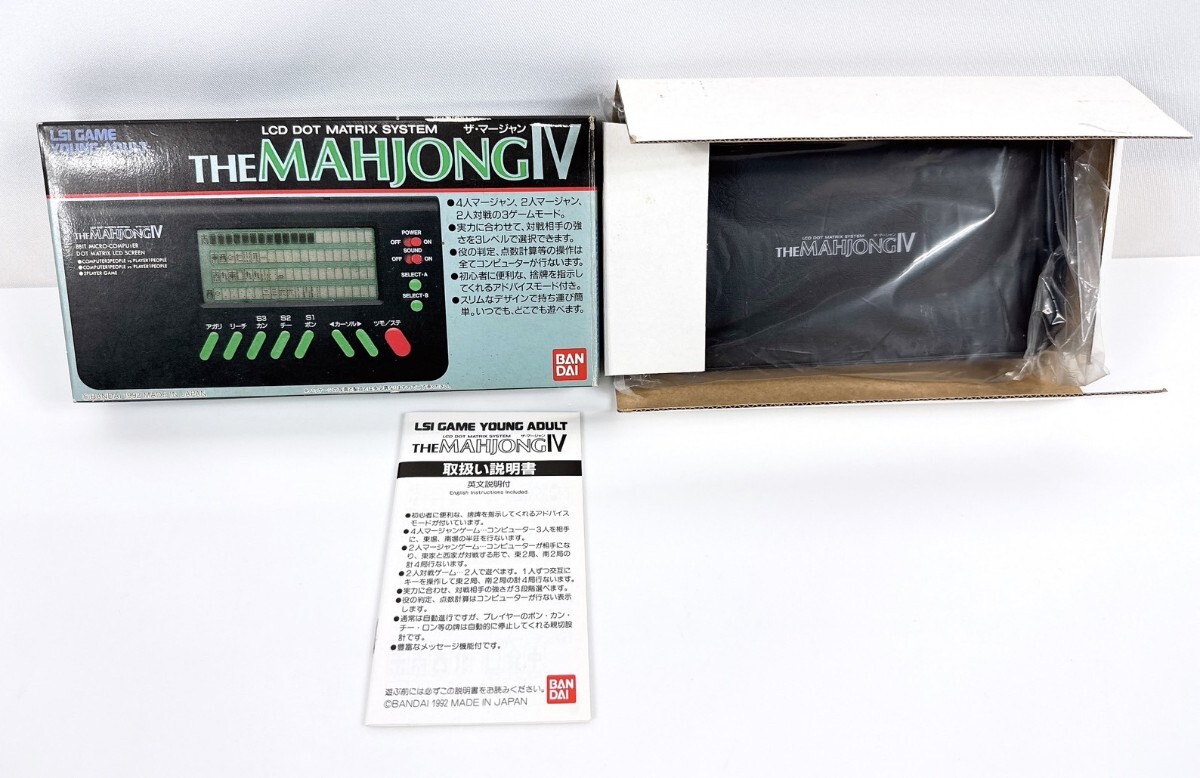 LSI GAME
YOUNG ADULT
LCD DOT MATRIX SYSTEM ザ・マージャン
THE MAHJONG IV
THE MAHJONG IV
8BIT MICRO-COMPUTER
DOT MATRIX LCD SCREEN
●COMPUTER3PEOPLE vs PLAYER1PEOPLE
●COMPUTER1PEOPLE vs PLAYER1PEOPLE
●2PLAYER GAME
POWER
OFF ON
SOUND
OFF ON
SELECT・A
SELECT・B
S3 S2 S1
アガリ リーチ カン チー ポン ◀カーソル▶ ツモ/ステ
●4人マージャン、2人マージャン、
2人対戦の3ゲームモード。
●実力に合わせて、対戦相手の強
さを3レベルで選択できます。
●役の判定、点数計算等の操作は
全てコンピューターが行ないます。
●初心者に便利な、捨牌を指示し
てくれるアドバイスモード付き。
●スリムなデザインで持ち運び簡
単。いつでも、どこでも遊べます。
BAN
DAI
©BANDAI 1992 MADE IN JAPAN
LCD DOT MATRIX SYSTEM ザ・マージャン
THE MAHJONG IV
LSI GAME YOUNG ADULT
LCD DOT MATRIX SYSTEM ザ・マージャン
THE MAHJONG IV
取扱い説明書
英文説明付
English instructions included
●初心者に便利な、捨牌を指示してくれるアドバイス
モードが付いています。
●4人マージャンゲーム…コンピューター3人を相手
に、東場、南場の半荘を行ないます。
●2人マージャンゲーム…コンピューターが相手にな
り、東家と西家が対戦する形で、東2局、南2局の
計4局行ないます。
●2人対戦ゲーム…2人で遊べます。1人ずつ交互に
キーを操作して東2局、南2局の計4局行ないます。
●実力に合わせ、対戦相手の強さが3段階選べます。
●役の判定、点数計算はコンピューターが行ない表示
します。
●通常は自動進行ですが、プレイヤーのポン・カン・
チー・ロン等の牌は自動的に停止してくれる親切設
計です。
●豊富なメッセージ機能付です。
遊ぶ前には必ずこの説明書をお読みください。
©BANDAI 1992 MADE IN JAPAN
BAN
DAI